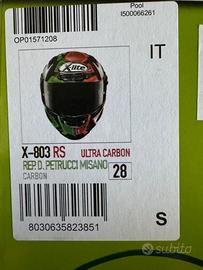 Pool
OP01571208
I500066261
IT
X-lite
X-803 RS
ULTRA CARBON
REP. D. PETRUCCI MISANO
CARBON
28
8030635823851
S
subito